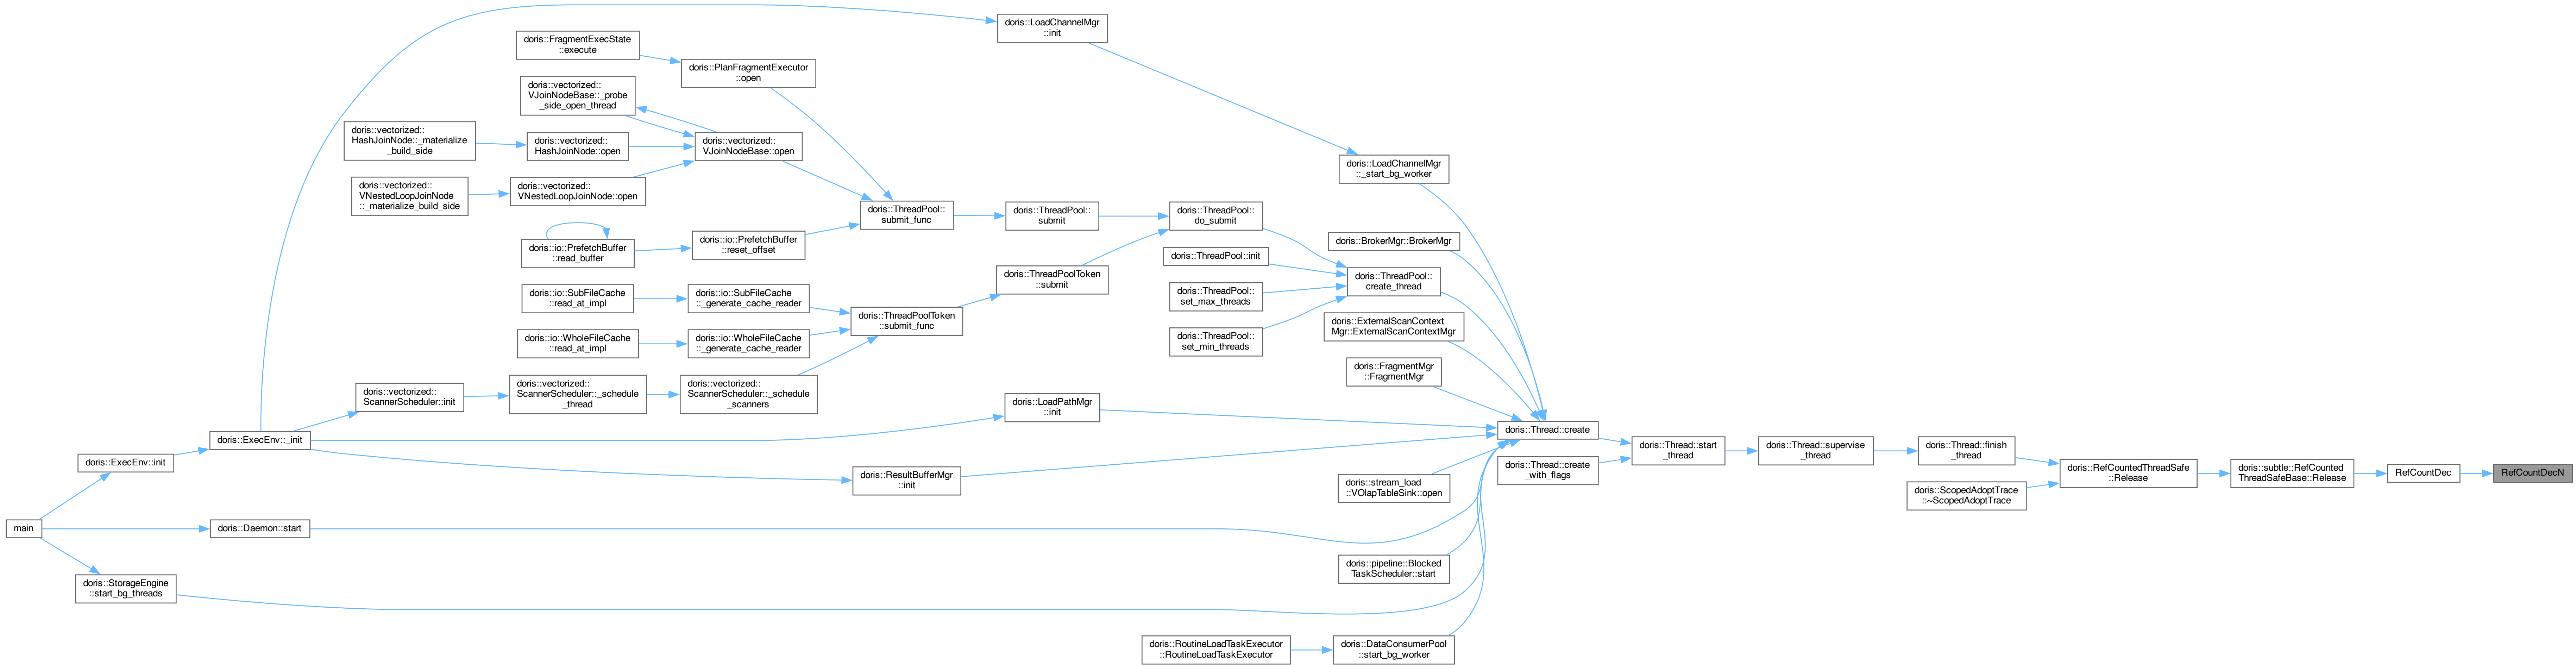 doris::LoadChannelMgr
::init
doris::FragmentExecState
::execute
doris::PlanFragmentExecutor
::open
doris::vectorized::
VJoinNodeBase::_probe
_side_open_thread
doris::vectorized::
HashJoinNode::_materialize
_build_side
doris::vectorized::
HashJoinNode::open
doris::vectorized::
VJoinNodeBase::open
doris::LoadChannelMgr
::_start_bg_worker
doris::vectorized::
VNestedLoopJoinNode
::_materialize_build_side
doris::vectorized::
VNestedLoopJoinNode::open
doris::ThreadPool::
submit_func
doris::ThreadPool::
submit
doris::ThreadPool::
do_submit
doris::io::PrefetchBuffer
::read_buffer
doris::io::PrefetchBuffer
::reset_offset
doris::BrokerMgr::BrokerMgr
doris::ThreadPool::init
doris::ThreadPoolToken
::submit
doris::ThreadPool::
create_thread
doris::io::SubFileCache
::read_at_impl
doris::io::SubFileCache
::_generate_cache_reader
doris::ThreadPool::
set_max_threads
doris::ThreadPoolToken
::submit_func
doris::ExternalScanContext
Mgr::ExternalScanContextMgr
doris::io::WholeFileCache
::read_at_impl
doris::io::WholeFileCache
::_generate_cache_reader
doris::ThreadPool::
set_min_threads
doris::FragmentMgr
::FragmentMgr
doris::vectorized::
ScannerScheduler::init
doris::vectorized::
ScannerScheduler::_schedule
_thread
doris::vectorized::
ScannerScheduler::_schedule
_scanners
doris::LoadPathMgr
::init
doris::Thread::create
doris::ExecEnv::_init
doris::Thread::start
_thread
doris::Thread::supervise
_thread
doris::Thread::finish
_thread
doris::ExecEnv::init
doris::Thread::create
_with_flags
doris::RefCountedThreadSafe
::Release
doris::subtle::RefCounted
ThreadSafeBase::Release
RefCountDec
RefCountDecN
doris::ResultBufferMgr
::init
doris::stream_load
::VOlapTableSink::open
doris::ScopedAdoptTrace
::~ScopedAdoptTrace
main
doris::Daemon::start
doris::pipeline::Blocked
TaskScheduler::start
doris::StorageEngine
::start_bg_threads
doris::RoutineLoadTaskExecutor
::RoutineLoadTaskExecutor
doris::DataConsumerPool
::start_bg_worker